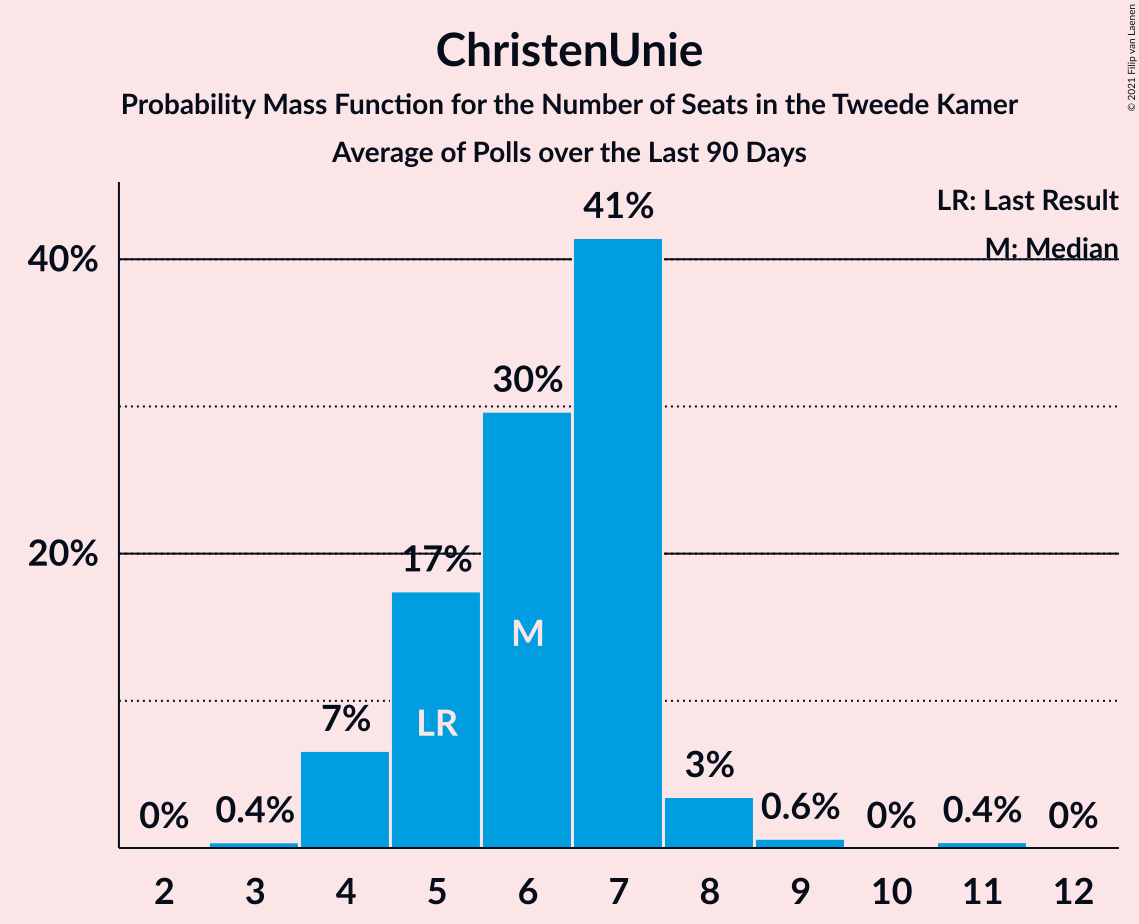 ChristenUnie
Probability Mass Function for the Number of Seats in the Tweede Kamer
Average of Polls over the Last 90 Days
© 2021 Filip van Laenen
LR: Last Result
M: Median
40%
20%
0%
0.4%
7%
17%
30%
41%
3%
0.6%
0%
0.4%
0%
LR
M
2 3 4 5 6 7 8 9 10 11 12